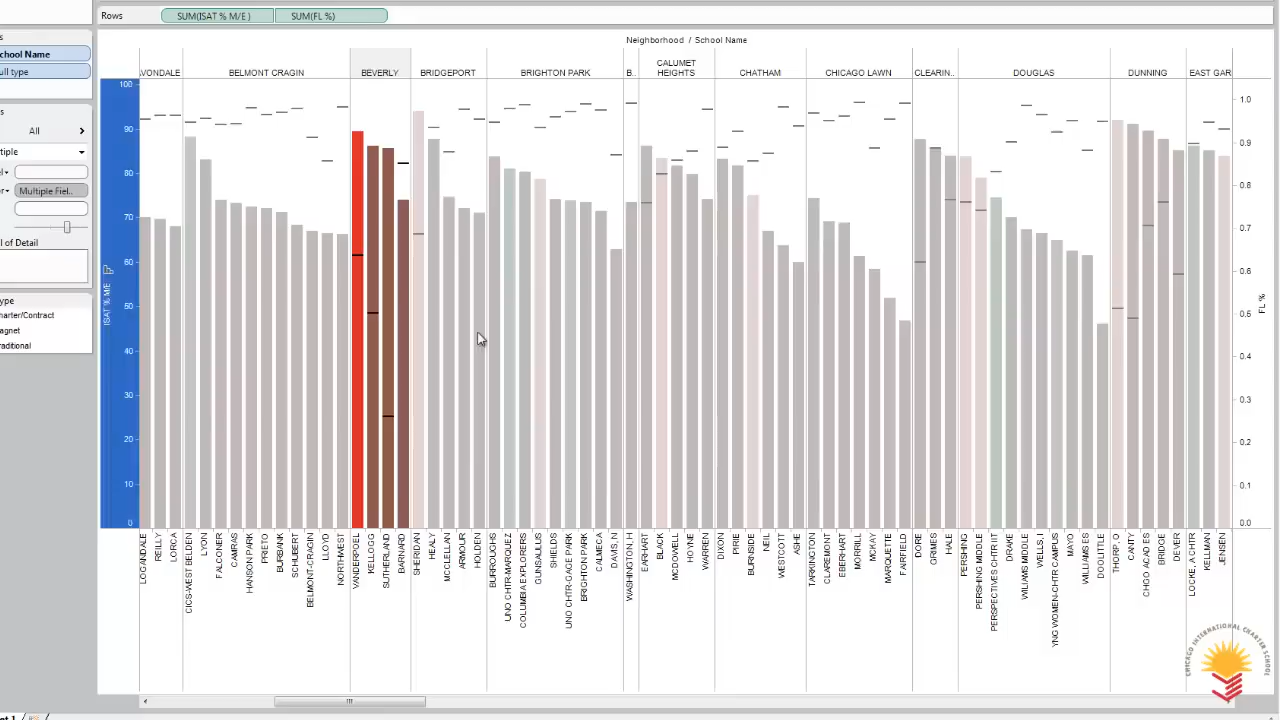 Rows
SUM(ISAT % M/E )
SUM(FL %)
s
chool Name
ull type
s
All
tiple
Multiple Fiel..
l of Detail
ype
harter/Contract
agnet
raditional
Neighborhood / School Name
VONDALE
BELMONT CRAGIN
BEVERLY
BRIDGEPORT
BRIGHTON PARK
B..
CALUMET
HEIGHTS
CHATHAM
CHICAGO LAWN
CLEARIN..
DOUGLAS
DUNNING
EAST GAR
100
90
80
70
60
50
40
30
20
10
0
ISAT % M/E
1.0
0.9
0.8
0.7
0.6
0.5
0.4
0.3
0.2
0.1
0.0
FL %
LOGANDALE
REILLY
LORCA
CICS-WEST BELDEN
LYON
FALCONER
CAMRAS
HANSON PARK
PRIETO
BURBANK
SCHUBERT
BELMONT-CRAGIN
LLOYD
NORTHWEST
VANDERPOEL
KELLOGG
SUTHERLAND
BARNARD
SHERIDAN
HEALY
MCCLELLAN
ARMOUR
HOLDEN
BURROUGHS
UNO CHTR-MARQUEZ
COLUMBIA EXPLORERS
GUNSAULUS
SHIELDS
UNO CHTR-GAGE PARK
BRIGHTON PARK
CALMECA
DAVIS, N
WASHINGTON, H
EARHART
BLACK
MCDOWELL
HOYNE
WARREN
DIXON
PIRIE
BURNSIDE
NEIL
WESTCOTT
ASHE
TARKINGTON
CLAREMONT
EBERHART
MORRILL
MCKAY
MARQUETTE
FAIRFIELD
DORE
GRIMES
HALE
PERSHING
PERSHING MIDDLE
PERSPECTIVES CHTR IIT
DRAKE
WILLIAMS MIDDLE
WELLS, I
YNG WOMEN-CHTR CAMPUS
MAYO
WILLIAMS ES
DOOLITTLE
THORP, O
CANTY
CHGO ACAD ES
BRIDGE
DEVER
LOCKE, A CHTR
KELLMAN
JENSEN
CHICAGO INTERNATIONAL CHARTER SCHOOL